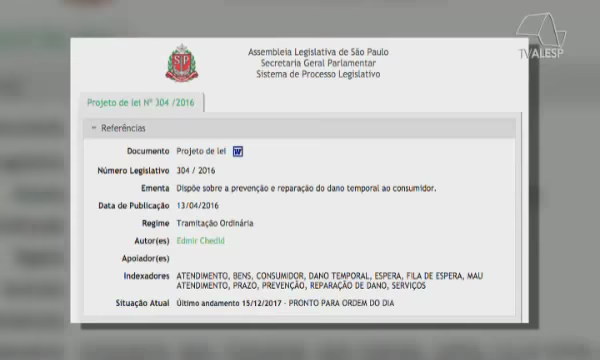 TVALESP
Assembleia Legislativa de São Paulo
Secretaria Geral Parlamentar
Sistema de Processo Legislativo
Projeto de lei Nº 304 /2016
Referências
Documento Projeto de lei
Número Legislativo 304 / 2016
Ementa Dispõe sobre a prevenção e reparação do dano temporal ao consumidor.
Data de Publicação 13/04/2016
Regime Tramitação Ordinária
Autor(es) Edmir Chedid
Apoiador(es)
Indexadores ATENDIMENTO, BENS, CONSUMIDOR, DANO TEMPORAL, ESPERA, FILA DE ESPERA, MAU
ATENDIMENTO, PRAZO, PREVENÇÃO, REPARAÇÃO DE DANO, SERVIÇOS
Situação Atual Último andamento 15/12/2017 - PRONTO PARA ORDEM DO DIA